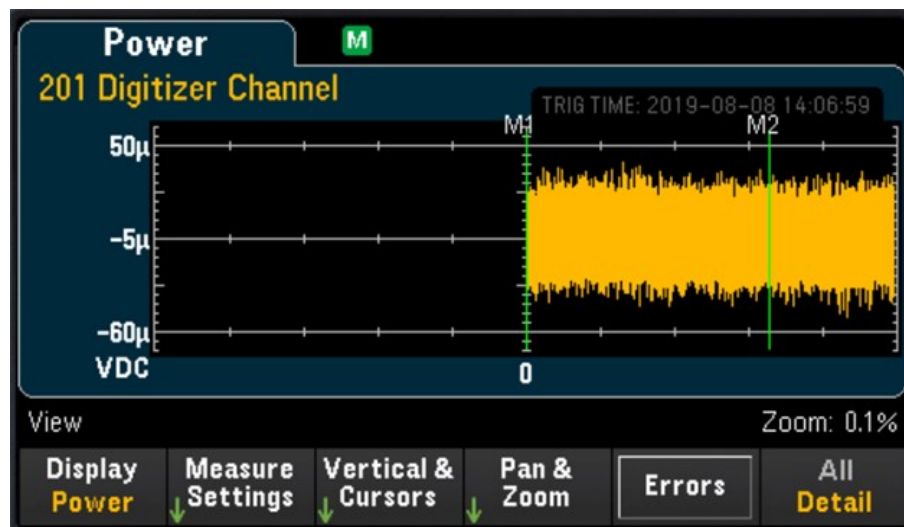 Power M
201 Digitizer Channel
TRIG TIME: 2019-08-08 14:06:59
M1 M2
50µ
-5µ
-60µ
VDC 0
View Zoom: 0.1%
Display Measure Vertical & Pan & Errors All
Power Settings Cursors Zoom Detail